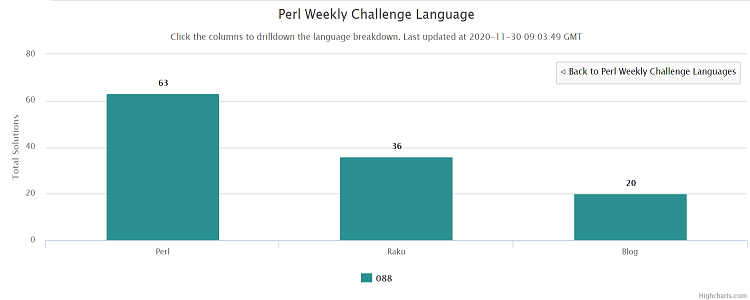 Perl Weekly Challenge Language
Click the columns to drilldown the language breakdown. Last updated at 2020-11-30 09:03:49 GMT
◁ Back to Perl Weekly Challenge Languages
Total Solutions
80
60
40
20
0
63
36
20
Perl
Raku
Blog
088
Highcharts.com